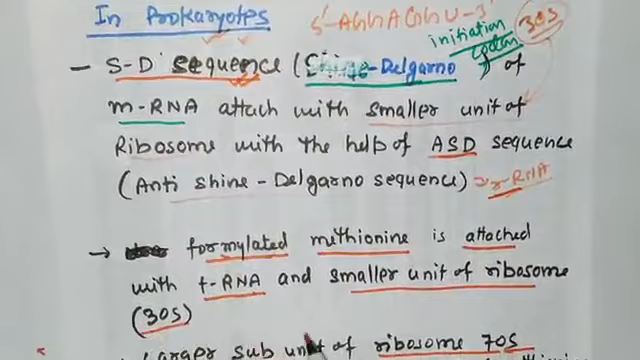 In Prokaryotes
5'-AGGAGGU-3'
initiation codon
30S
- S-D sequence (Shine-Delgarno) of
m-RNA attach with smaller unit of
Ribosome with the help of ASD sequence
(Anti shine-Delgarno sequence) → r-RNA
→ formylated methionine is attached
with t-RNA and smaller unit of ribosome
(30S)
Larger sub unit of ribosome 70S